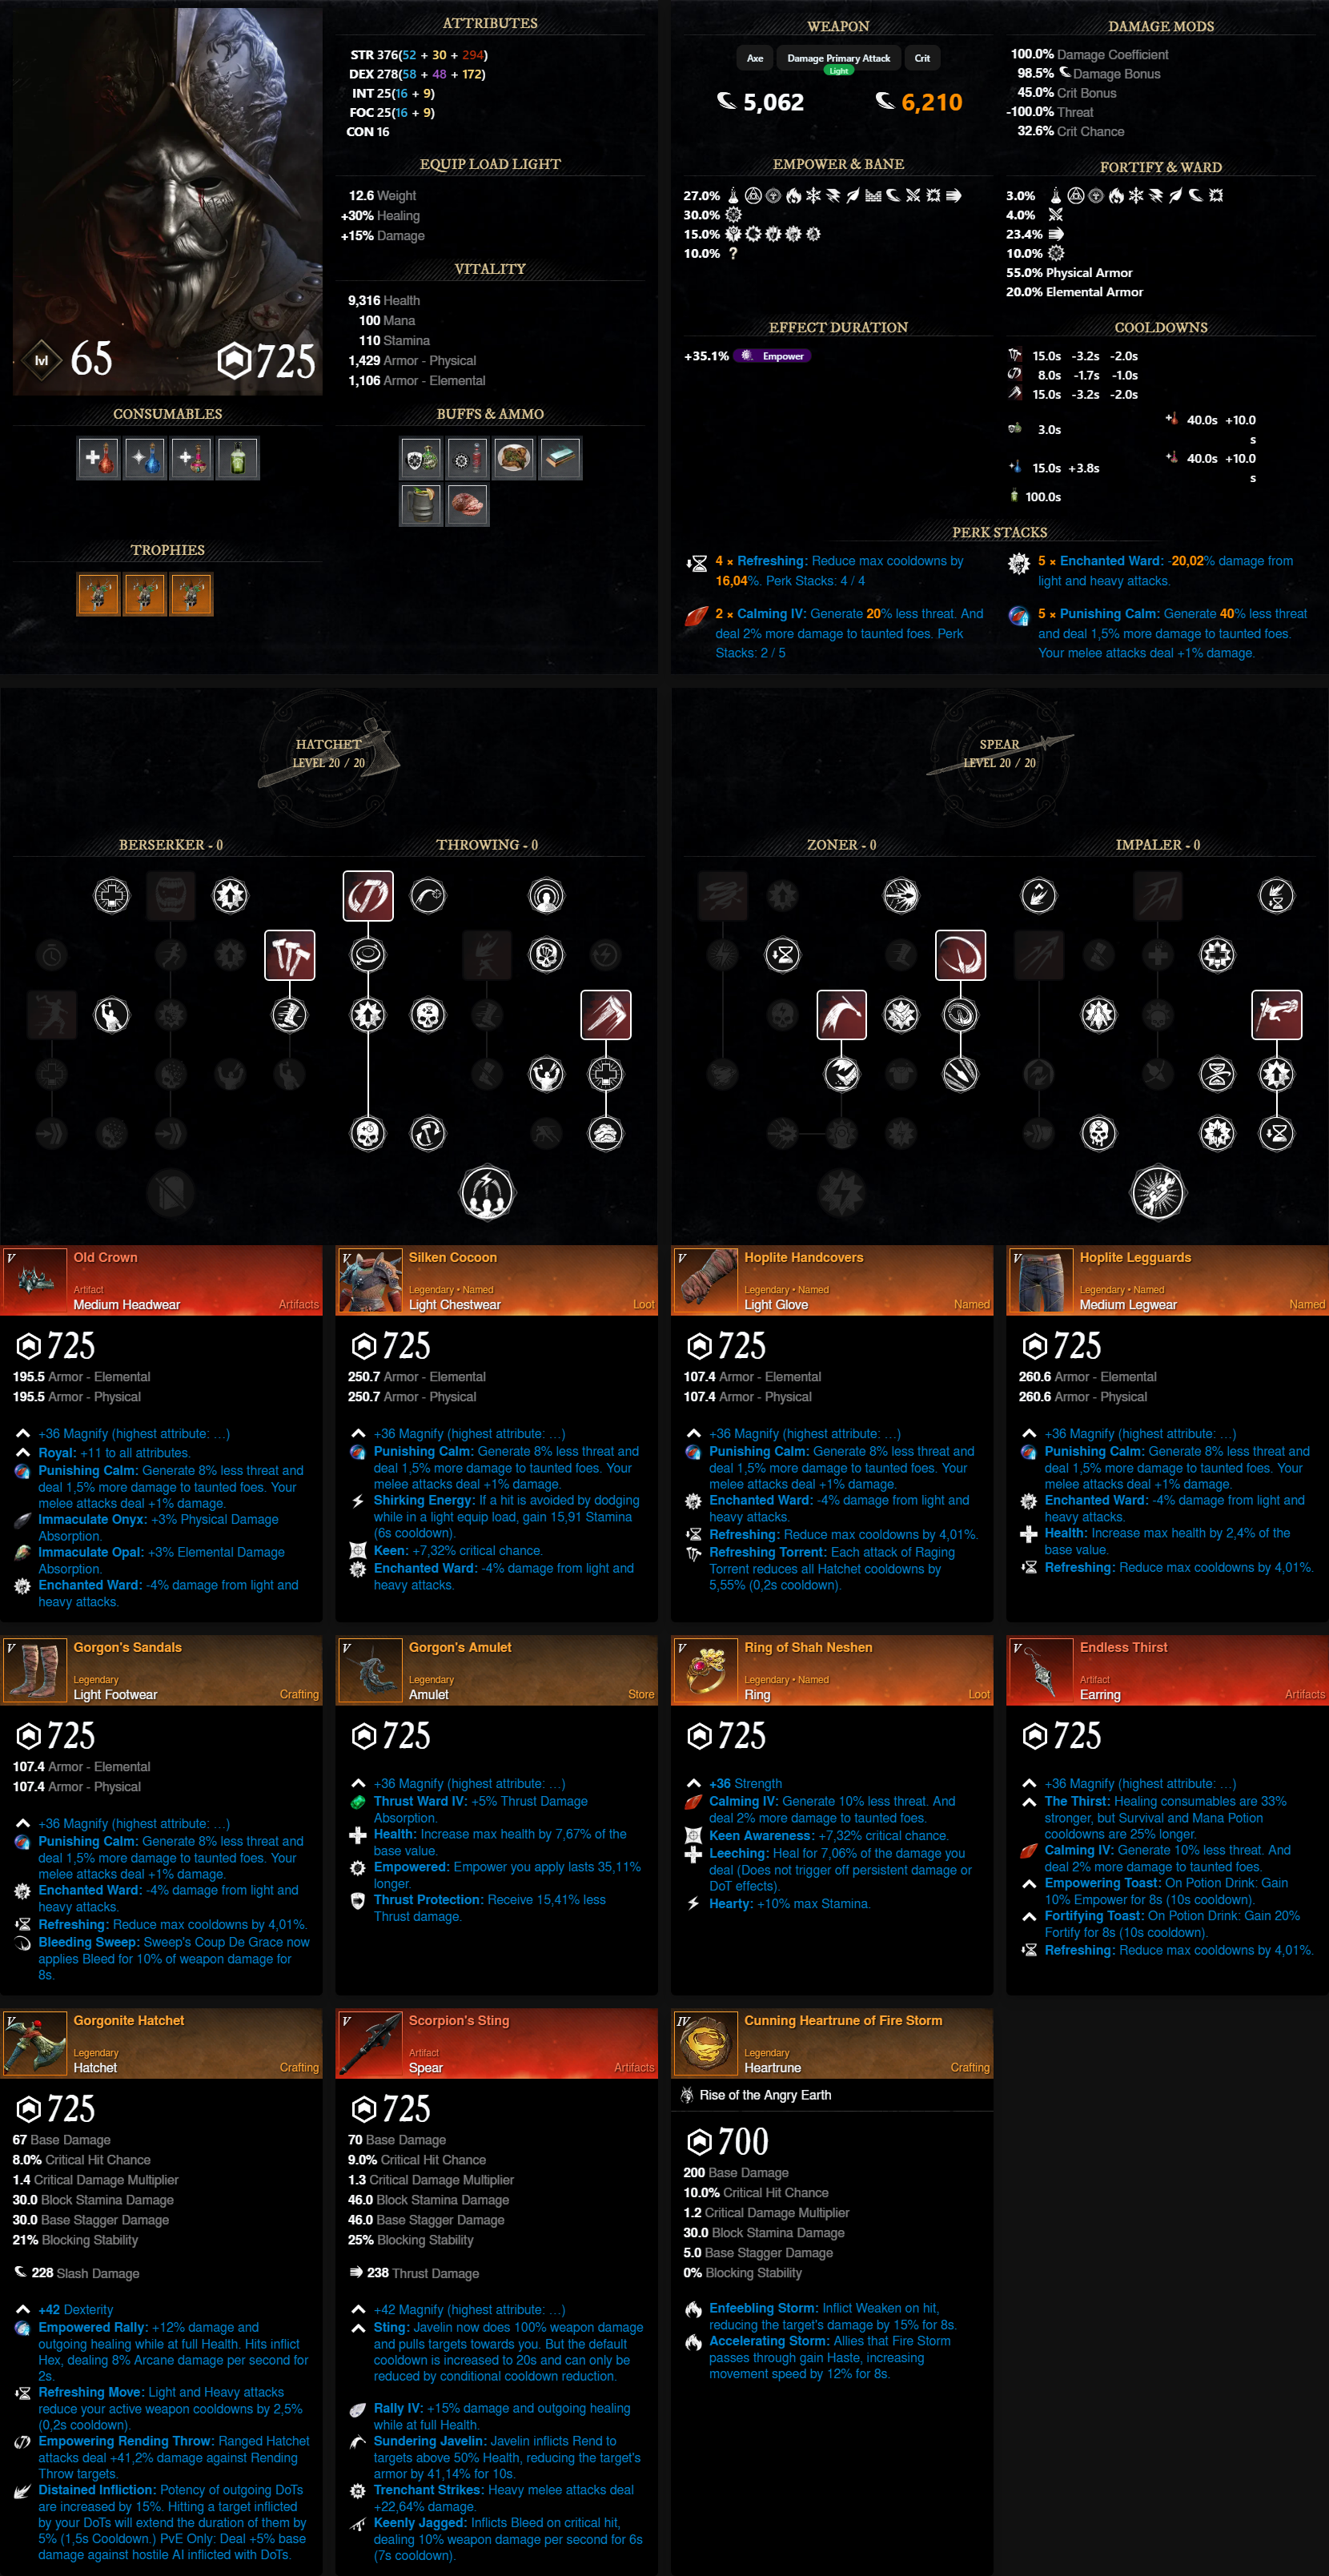 ATTRIBUTES
STR 376(52 + 30 + 294)
DEX 278(58 + 48 + 172)
INT 25(16 + 9)
FOC 25(16 + 9)
CON 16
EQUIP LOAD LIGHT
12.6 Weight
+30% Healing
+15% Damage
VITALITY
9,316 Health
100 Mana
110 Stamina
1,429 Armor - Physical
1,106 Armor - Elemental
lvl 65
725
CONSUMABLES
BUFFS & AMMO
TROPHIES
WEAPON
Axe
Damage Primary Attack
Light
Crit
5,062
6,210
DAMAGE MODS
100.0% Damage Coefficient
98.5% Damage Bonus
45.0% Crit Bonus
-100.0% Threat
32.6% Crit Chance
EMPOWER & BANE
27.0%
30.0%
15.0%
10.0% ?
FORTIFY & WARD
3.0%
4.0%
23.4%
10.0%
55.0% Physical Armor
20.0% Elemental Armor
EFFECT DURATION
+35.1% Empower
COOLDOWNS
15.0s -3.2s -2.0s
8.0s -1.7s -1.0s
15.0s -3.2s -2.0s
3.0s
40.0s +10.0
s
15.0s +3.8s
40.0s +10.0
s
100.0s
PERK STACKS
4 × Refreshing: Reduce max cooldowns by
16,04%. Perk Stacks: 4 / 4
2 × Calming IV: Generate 20% less threat. And
deal 2% more damage to taunted foes. Perk
Stacks: 2 / 5
5 × Enchanted Ward: -20,02% damage from
light and heavy attacks.
5 × Punishing Calm: Generate 40% less threat
and deal 1,5% more damage to taunted foes.
Your melee attacks deal +1% damage.
HATCHET
LEVEL 20 / 20
BERSERKER - 0
THROWING - 0
SPEAR
LEVEL 20 / 20
ZONER - 0
IMPALER - 0
V
Old Crown
Artifact
Medium Headwear
Artifacts
725
195.5 Armor - Elemental
195.5 Armor - Physical
+36 Magnify (highest attribute: …)
Royal: +11 to all attributes.
Punishing Calm: Generate 8% less threat and
deal 1,5% more damage to taunted foes. Your
melee attacks deal +1% damage.
Immaculate Onyx: +3% Physical Damage
Absorption.
Immaculate Opal: +3% Elemental Damage
Absorption.
Enchanted Ward: -4% damage from light and
heavy attacks.
V
Silken Cocoon
Legendary • Named
Light Chestwear
Loot
725
250.7 Armor - Elemental
250.7 Armor - Physical
+36 Magnify (highest attribute: …)
Punishing Calm: Generate 8% less threat and
deal 1,5% more damage to taunted foes. Your
melee attacks deal +1% damage.
Shirking Energy: If a hit is avoided by dodging
while in a light equip load, gain 15,91 Stamina
(6s cooldown).
Keen: +7,32% critical chance.
Enchanted Ward: -4% damage from light and
heavy attacks.
V
Hoplite Handcovers
Legendary • Named
Light Glove
Named
725
107.4 Armor - Elemental
107.4 Armor - Physical
+36 Magnify (highest attribute: …)
Punishing Calm: Generate 8% less threat and
deal 1,5% more damage to taunted foes. Your
melee attacks deal +1% damage.
Enchanted Ward: -4% damage from light and
heavy attacks.
Refreshing: Reduce max cooldowns by 4,01%.
Refreshing Torrent: Each attack of Raging
Torrent reduces all Hatchet cooldowns by
5,55% (0,2s cooldown).
V
Hoplite Legguards
Legendary • Named
Medium Legwear
Named
725
260.6 Armor - Elemental
260.6 Armor - Physical
+36 Magnify (highest attribute: …)
Punishing Calm: Generate 8% less threat and
deal 1,5% more damage to taunted foes. Your
melee attacks deal +1% damage.
Enchanted Ward: -4% damage from light and
heavy attacks.
Health: Increase max health by 2,4% of the
base value.
Refreshing: Reduce max cooldowns by 4,01%.
V
Gorgon's Sandals
Legendary
Light Footwear
Crafting
725
107.4 Armor - Elemental
107.4 Armor - Physical
+36 Magnify (highest attribute: …)
Punishing Calm: Generate 8% less threat and
deal 1,5% more damage to taunted foes. Your
melee attacks deal +1% damage.
Enchanted Ward: -4% damage from light and
heavy attacks.
Refreshing: Reduce max cooldowns by 4,01%.
Bleeding Sweep: Sweep's Coup De Grace now
applies Bleed for 10% of weapon damage for
8s.
V
Gorgon's Amulet
Legendary
Amulet
Store
725
+36 Magnify (highest attribute: …)
Thrust Ward IV: +5% Thrust Damage
Absorption.
Health: Increase max health by 7,67% of the
base value.
Empowered: Empower you apply lasts 35,11%
longer.
Thrust Protection: Receive 15,41% less
Thrust damage.
V
Ring of Shah Neshen
Legendary • Named
Ring
Loot
725
+36 Strength
Calming IV: Generate 10% less threat. And
deal 2% more damage to taunted foes.
Keen Awareness: +7,32% critical chance.
Leeching: Heal for 7,06% of the damage you
deal (Does not trigger off persistent damage or
DoT effects).
Hearty: +10% max Stamina.
V
Endless Thirst
Artifact
Earring
Artifacts
725
+36 Magnify (highest attribute: …)
The Thirst: Healing consumables are 33%
stronger, but Survival and Mana Potion
cooldowns are 25% longer.
Calming IV: Generate 10% less threat. And
deal 2% more damage to taunted foes.
Empowering Toast: On Potion Drink: Gain
10% Empower for 8s (10s cooldown).
Fortifying Toast: On Potion Drink: Gain 20%
Fortify for 8s (10s cooldown).
Refreshing: Reduce max cooldowns by 4,01%.
V
Gorgonite Hatchet
Legendary
Hatchet
Crafting
725
67 Base Damage
8.0% Critical Hit Chance
1.4 Critical Damage Multiplier
30.0 Block Stamina Damage
30.0 Base Stagger Damage
21% Blocking Stability
228 Slash Damage
+42 Dexterity
Empowered Rally: +12% damage and
outgoing healing while at full Health. Hits inflict
Hex, dealing 8% Arcane damage per second for
2s.
Refreshing Move: Light and Heavy attacks
reduce your active weapon cooldowns by 2,5%
(0,2s cooldown).
Empowering Rending Throw: Ranged Hatchet
attacks deal +41,2% damage against Rending
Throw targets.
Distained Infliction: Potency of outgoing DoTs
are increased by 15%. Hitting a target inflicted
by your DoTs will extend the duration of them by
5% (1,5s Cooldown.) PvE Only: Deal +5% base
damage against hostile AI inflicted with DoTs.
V
Scorpion's Sting
Artifact
Spear
Artifacts
725
70 Base Damage
9.0% Critical Hit Chance
1.3 Critical Damage Multiplier
46.0 Block Stamina Damage
46.0 Base Stagger Damage
25% Blocking Stability
238 Thrust Damage
+42 Magnify (highest attribute: …)
Sting: Javelin now does 100% weapon damage
and pulls targets towards you. But the default
cooldown is increased to 20s and can only be
reduced by conditional cooldown reduction.
Rally IV: +15% damage and outgoing healing
while at full Health.
Sundering Javelin: Javelin inflicts Rend to
targets above 50% Health, reducing the target's
armor by 41,14% for 10s.
Trenchant Strikes: Heavy melee attacks deal
+22,64% damage.
Keenly Jagged: Inflicts Bleed on critical hit,
dealing 10% weapon damage per second for 6s
(7s cooldown).
IV
Cunning Heartrune of Fire Storm
Legendary
Heartrune
Crafting
Rise of the Angry Earth
700
200 Base Damage
10.0% Critical Hit Chance
1.2 Critical Damage Multiplier
30.0 Block Stamina Damage
5.0 Base Stagger Damage
0% Blocking Stability
Enfeebling Storm: Inflict Weaken on hit,
reducing the target's damage by 15% for 8s.
Accelerating Storm: Allies that Fire Storm
passes through gain Haste, increasing
movement speed by 12% for 8s.